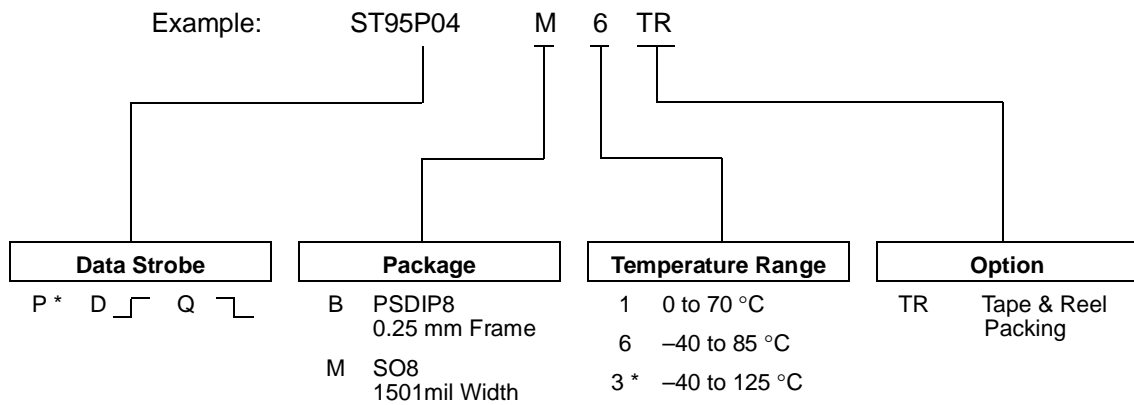 Example: ST95P04 M 6 TR
Data Strobe
P * D Q
Package
B PSDIP8
0.25 mm Frame
M SO8
1501mil Width
Temperature Range
1 0 to 70 °C
6 –40 to 85 °C
3 * –40 to 125 °C
Option
TR Tape & Reel
Packing